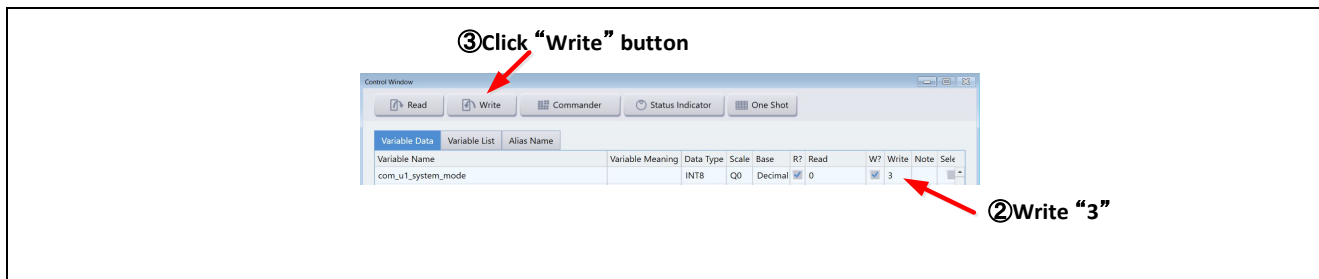 ③Click “Write” button
Control Window
Read Write Commander Status Indicator One Shot
Variable Data Variable List Alias Name
Variable Name Variable Meaning Data Type Scale Base R? Read W? Write Note Sele
com_u1_system_mode INT8 Q0 Decimal 0 3
②Write “3”